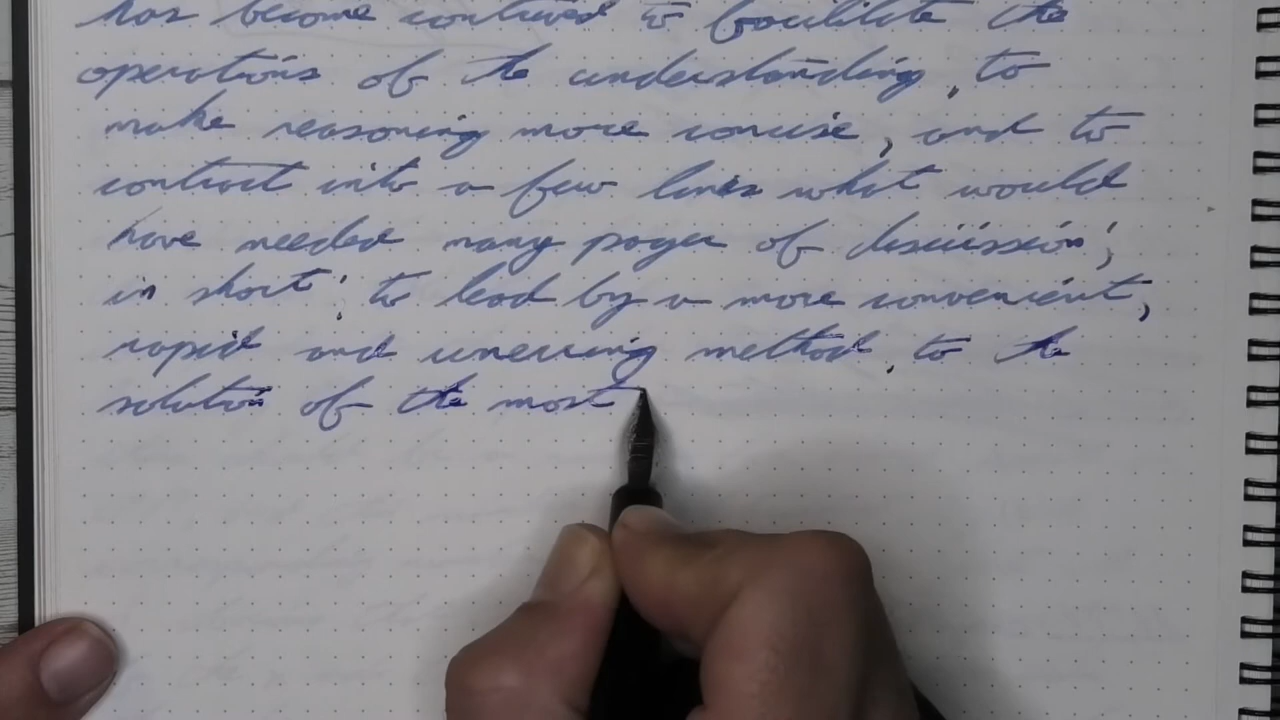 has become contrived to facilitate the
operations of the understanding, to
make reasoning more concise, and to
contract into a few lines what would
have needed many pages of discussion;
in short; to lead by a more convenient,
rapid and unerring method, to the
solution of the most